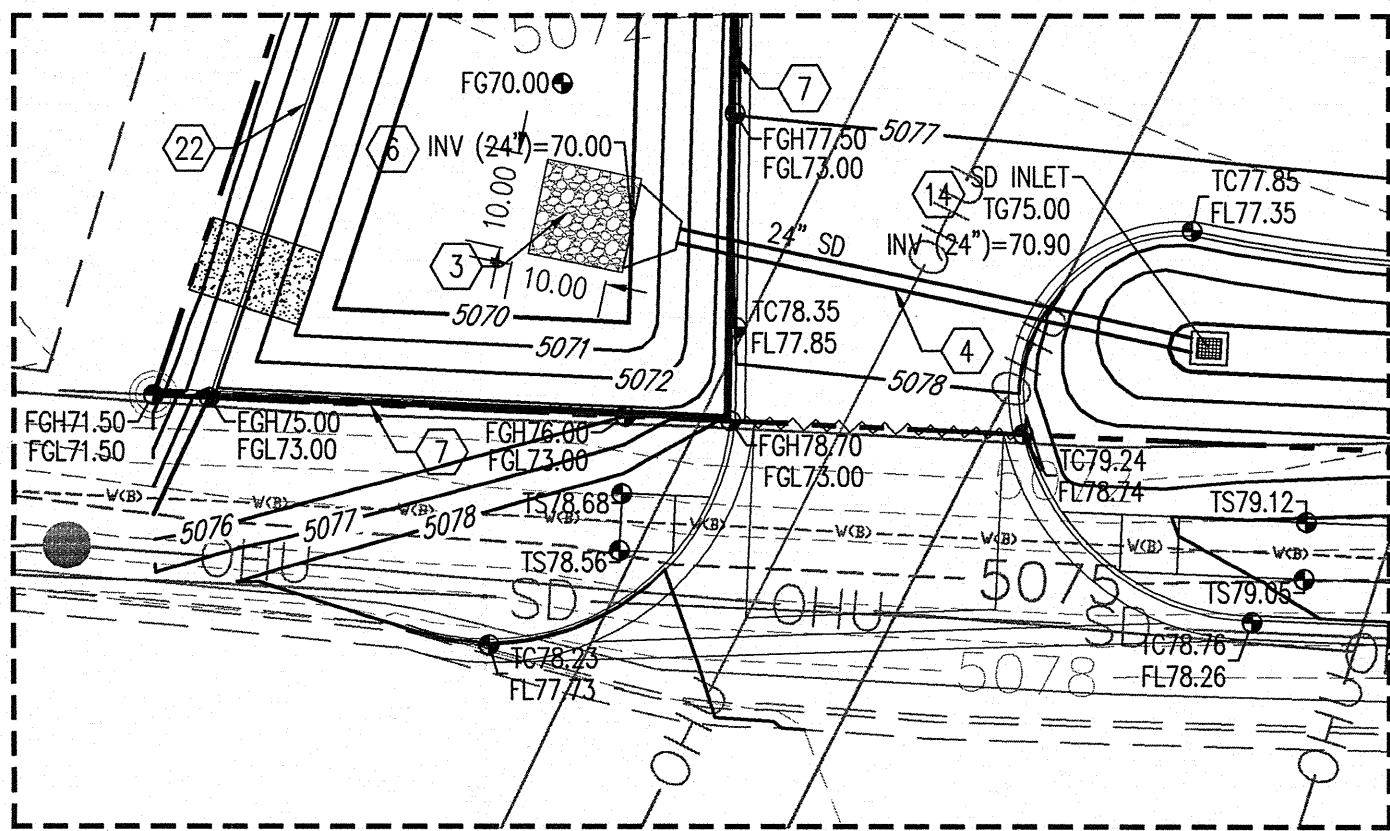 5072
FG70.00
7
22
6
INV (24")=70.00
FGH77.50
FGL73.00
5077
10.00
14
SD INLET
TG75.00
INV (24")=70.90
TC77.85
FL77.35
3
10.00
24" SD
5070
TC78.35
FL77.85
4
5071
5072
5078
FGH71.50
FGL71.50
FGH75.00
FGL73.00
7
FGH76.00
FGL73.00
FGH78.70
FGL73.00
TC79.24
FL78.74
W(B)
W(B)
W(B)
W(B)
W(B)
W(B)
W(B)
W(B)
W(B)
5076
5077
5078
TS78.68
TS79.12
OHU
TS78.56
5075
TS79.05
SD
OHU
SD
TC78.23
FL77.73
5078
TC78.76
FL78.26
OHU
OHU